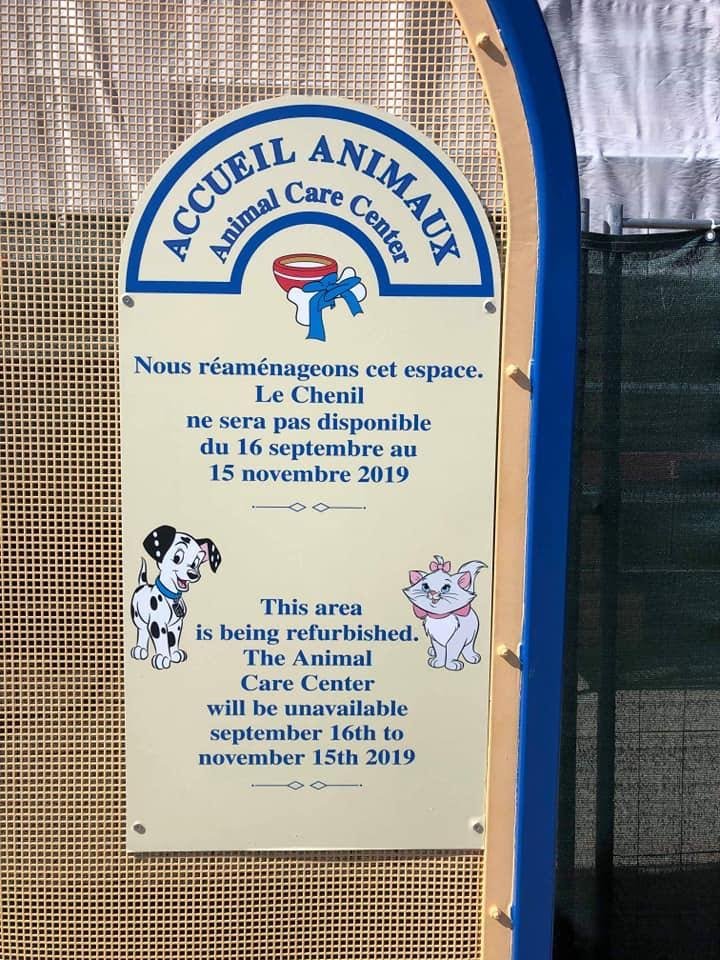 ACCUEIL ANIMAUX
Animal Care Center
Nous réaménageons cet espace.
Le Chenil
ne sera pas disponible
du 16 septembre au
15 novembre 2019
This area
is being refurbished.
The Animal
Care Center
will be unavailable
september 16th to
november 15th 2019